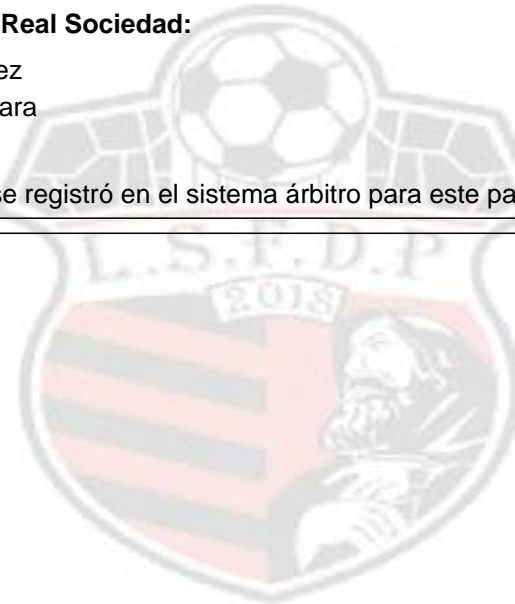 Real Sociedad:
ez
ara
se registró en el sistema árbitro para este pa
L.S.F.D.P
2018